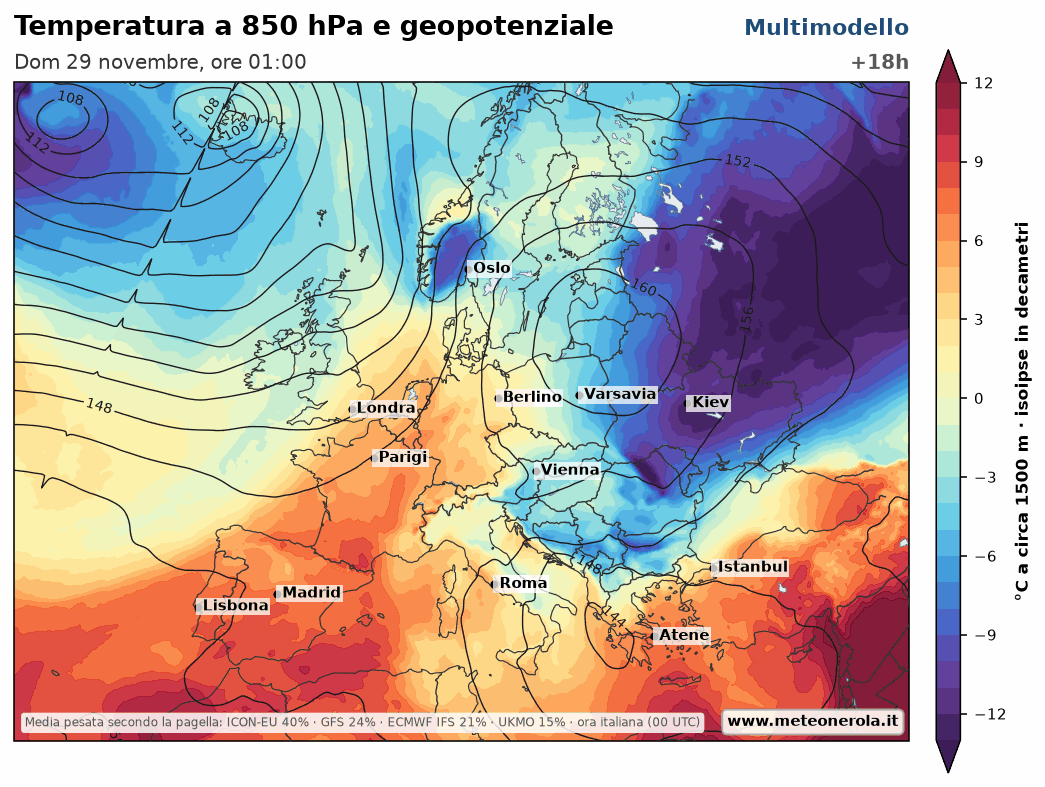 Temperatura a 850 hPa e geopotenziale
Multimodello
Dom 29 novembre, ore 01:00
+18h
108
108
108
112
112
152
160
156
148
148
144
Oslo
Berlino
Varsavia
Kiev
Londra
Parigi
Vienna
Istanbul
Roma
Madrid
Lisbona
Atene
12
9
6
3
0
−3
−6
−9
−12
°C a circa 1500 m · isoipse in decametri
Media pesata secondo la pagella: ICON-EU 40% · GFS 24% · ECMWF IFS 21% · UKMO 15% · ora italiana (00 UTC)
www.meteonerola.it